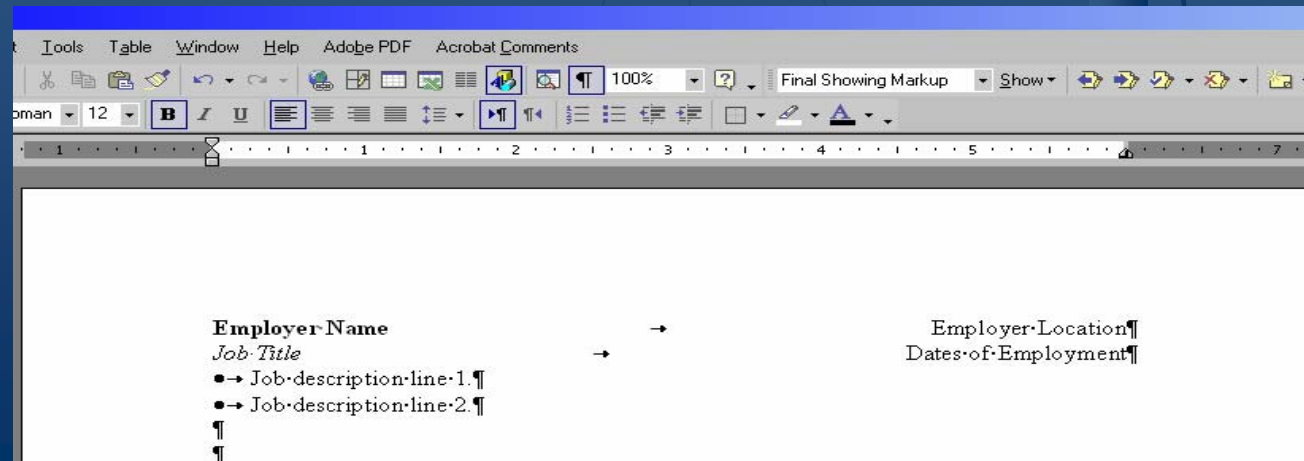 Tools Table Window Help Adobe PDF Acrobat Comments
100% Final Showing Markup Show
12 B I U
1 1 2 3 4 5 7
Employer·Name → Employer·Location¶
Job·Title → Dates·of·Employment¶
•→ Job·description·line·1.¶
•→ Job·description·line·2.¶
¶
¶